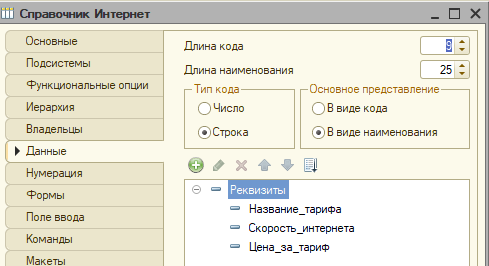 Справочник Интернет
Основные
Подсистемы
Функциональные опции
Иерархия
Владельцы
Данные
Нумерация
Формы
Поле ввода
Команды
Макеты
Длина кода 9
Длина наименования 25
Тип кода
Число
Строка
Основное представление
В виде кода
В виде наименования
Реквизиты
Название_тарифа
Скорость_интернета
Цена_за_тариф